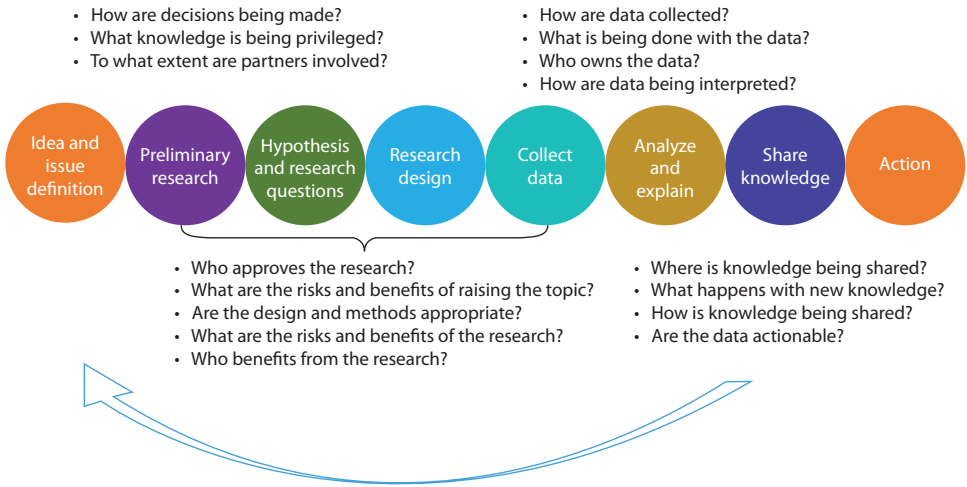 • How are decisions being made?
• What knowledge is being privileged?
• To what extent are partners involved?
• How are data collected?
• What is being done with the data?
• Who owns the data?
• How are data being interpreted?
Idea and
issue
definition
Preliminary
research
Hypothesis
and research
questions
Research
design
Collect
data
Analyze
and
explain
Share
knowledge
Action
• Who approves the research?
• What are the risks and benefits of raising the topic?
• Are the design and methods appropriate?
• What are the risks and benefits of the research?
• Who benefits from the research?
• Where is knowledge being shared?
• What happens with new knowledge?
• How is knowledge being shared?
• Are the data actionable?